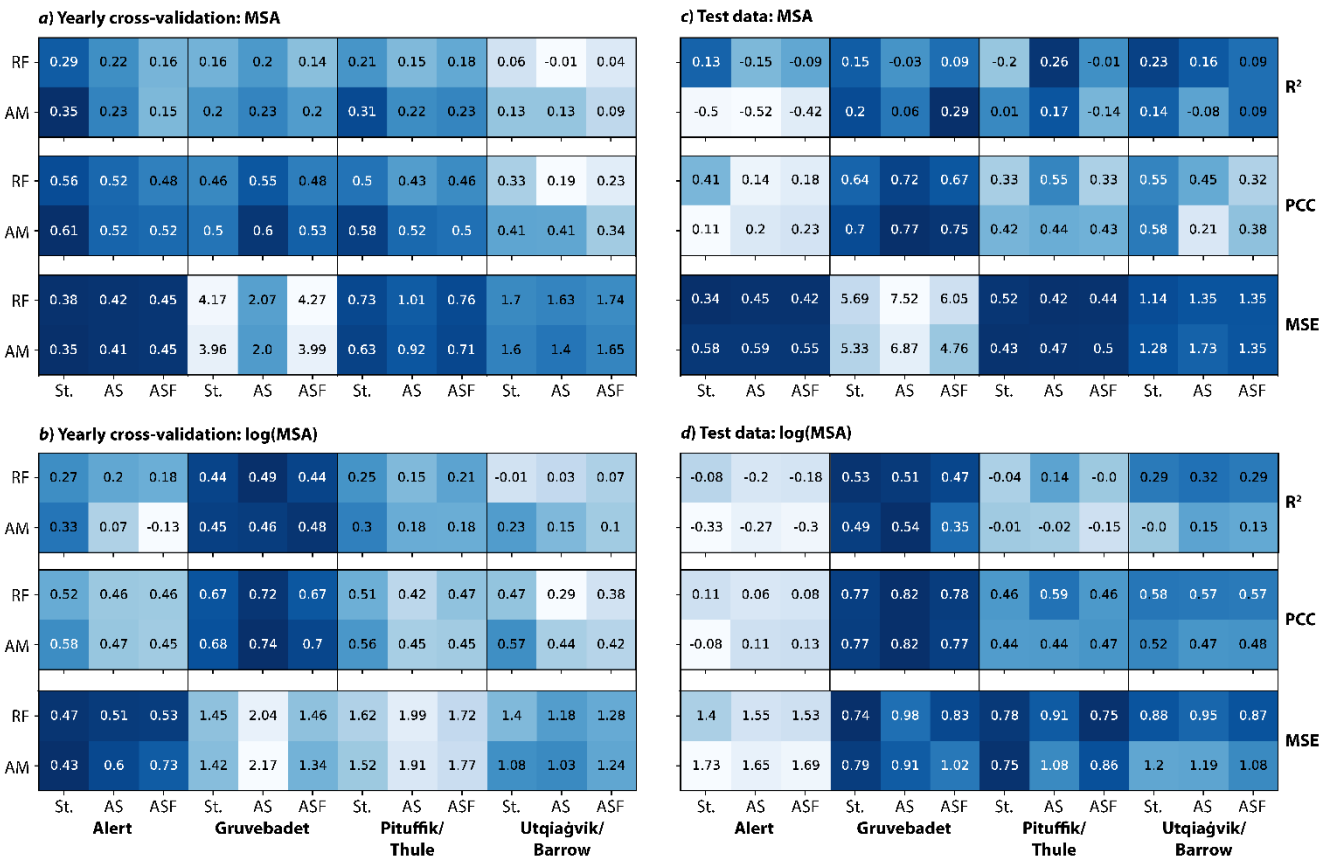 a) Yearly cross-validation: MSA
RF 0.29 0.22 0.16 0.16 0.2 0.14 0.21 0.15 0.18 0.06 -0.01 0.04
AM 0.35 0.23 0.15 0.2 0.23 0.2 0.31 0.22 0.23 0.13 0.13 0.09
RF 0.56 0.52 0.48 0.46 0.55 0.48 0.5 0.43 0.46 0.33 0.19 0.23
AM 0.61 0.52 0.52 0.5 0.6 0.53 0.58 0.52 0.5 0.41 0.41 0.34
RF 0.38 0.42 0.45 4.17 2.07 4.27 0.73 1.01 0.76 1.7 1.63 1.74
AM 0.35 0.41 0.45 3.96 2.0 3.99 0.63 0.92 0.71 1.6 1.4 1.65
St. AS ASF St. AS ASF St. AS ASF St. AS ASF
c) Test data: MSA
0.13 -0.15 -0.09 0.15 -0.03 0.09 -0.2 0.26 -0.01 0.23 0.16 0.09
R²
-0.5 -0.52 -0.42 0.2 0.06 0.29 0.01 0.17 -0.14 0.14 -0.08 0.09
0.41 0.14 0.18 0.64 0.72 0.67 0.33 0.55 0.33 0.55 0.45 0.32
PCC
0.11 0.2 0.23 0.7 0.77 0.75 0.42 0.44 0.43 0.58 0.21 0.38
0.34 0.45 0.42 5.69 7.52 6.05 0.52 0.42 0.44 1.14 1.35 1.35
MSE
0.58 0.59 0.55 5.33 6.87 4.76 0.43 0.47 0.5 1.28 1.73 1.35
St. AS ASF St. AS ASF St. AS ASF St. AS ASF
b) Yearly cross-validation: log(MSA)
RF 0.27 0.2 0.18 0.44 0.49 0.44 0.25 0.15 0.21 -0.01 0.03 0.07
AM 0.33 0.07 -0.13 0.45 0.46 0.48 0.3 0.18 0.18 0.23 0.15 0.1
RF 0.52 0.46 0.46 0.67 0.72 0.67 0.51 0.42 0.47 0.47 0.29 0.38
AM 0.58 0.47 0.45 0.68 0.74 0.7 0.56 0.45 0.45 0.57 0.44 0.42
RF 0.47 0.51 0.53 1.45 2.04 1.46 1.62 1.99 1.72 1.4 1.18 1.28
AM 0.43 0.6 0.73 1.42 2.17 1.34 1.52 1.91 1.77 1.08 1.03 1.24
St. AS ASF St. AS ASF St. AS ASF St. AS ASF
Alert Gruvebadet Pituffik/ Utqiaġvik/
Thule Barrow
d) Test data: log(MSA)
-0.08 -0.2 -0.18 0.53 0.51 0.47 -0.04 0.14 -0.0 0.29 0.32 0.29
R²
-0.33 -0.27 -0.3 0.49 0.54 0.35 -0.01 -0.02 -0.15 -0.0 0.15 0.13
0.11 0.06 0.08 0.77 0.82 0.78 0.46 0.59 0.46 0.58 0.57 0.57
PCC
-0.08 0.11 0.13 0.77 0.82 0.77 0.44 0.44 0.47 0.52 0.47 0.48
1.4 1.55 1.53 0.74 0.98 0.83 0.78 0.91 0.75 0.88 0.95 0.87
MSE
1.73 1.65 1.69 0.79 0.91 1.02 0.75 1.08 0.86 1.2 1.19 1.08
St. AS ASF St. AS ASF St. AS ASF St. AS ASF
Alert Gruvebadet Pituffik/ Utqiaġvik/
Thule Barrow